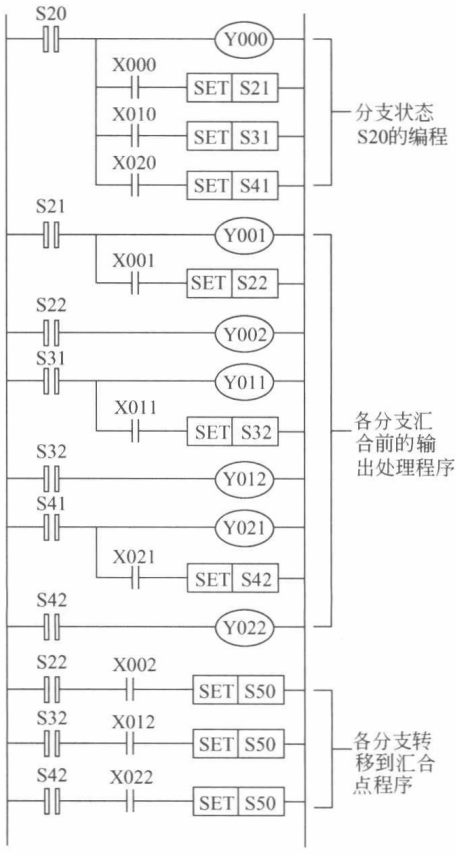 S20
Y000
X000
SET S21
X010
SET S31
X020
SET S41
分支状态
S20的编程
S21
Y001
X001
SET S22
S22
Y002
S31
Y011
X011
SET S32
S32
Y012
S41
Y021
X021
SET S42
S42
Y022
各分支汇
合前的输
出处理程序
S22 X002
SET S50
S32 X012
SET S50
S42 X022
SET S50
各分支转
移到汇合
点程序